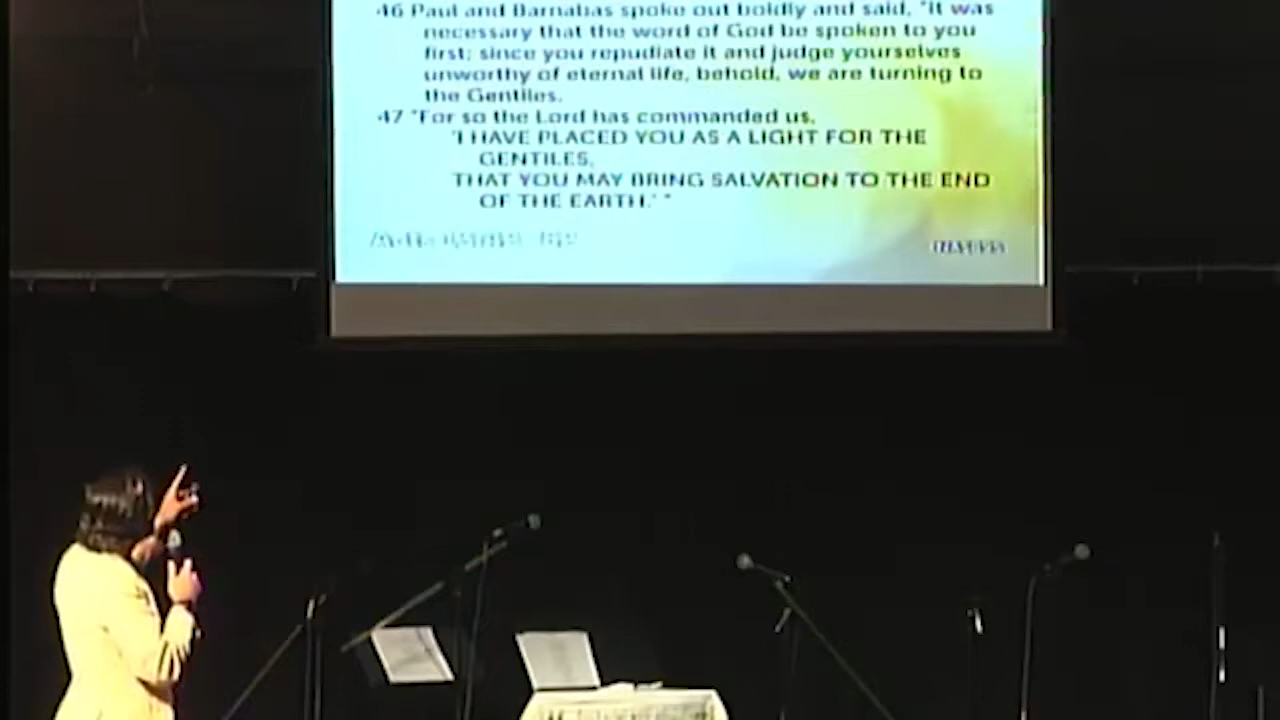 46 Paul and Barnabas spoke out boldly and said, "It was
necessary that the word of God be spoken to you
first; since you repudiate it and judge yourselves
unworthy of eternal life, behold, we are turning to
the Gentiles.
47 "For so the Lord has commanded us,
'I HAVE PLACED YOU AS A LIGHT FOR THE
GENTILES,
THAT YOU MAY BRING SALVATION TO THE END
OF THE EARTH.' "